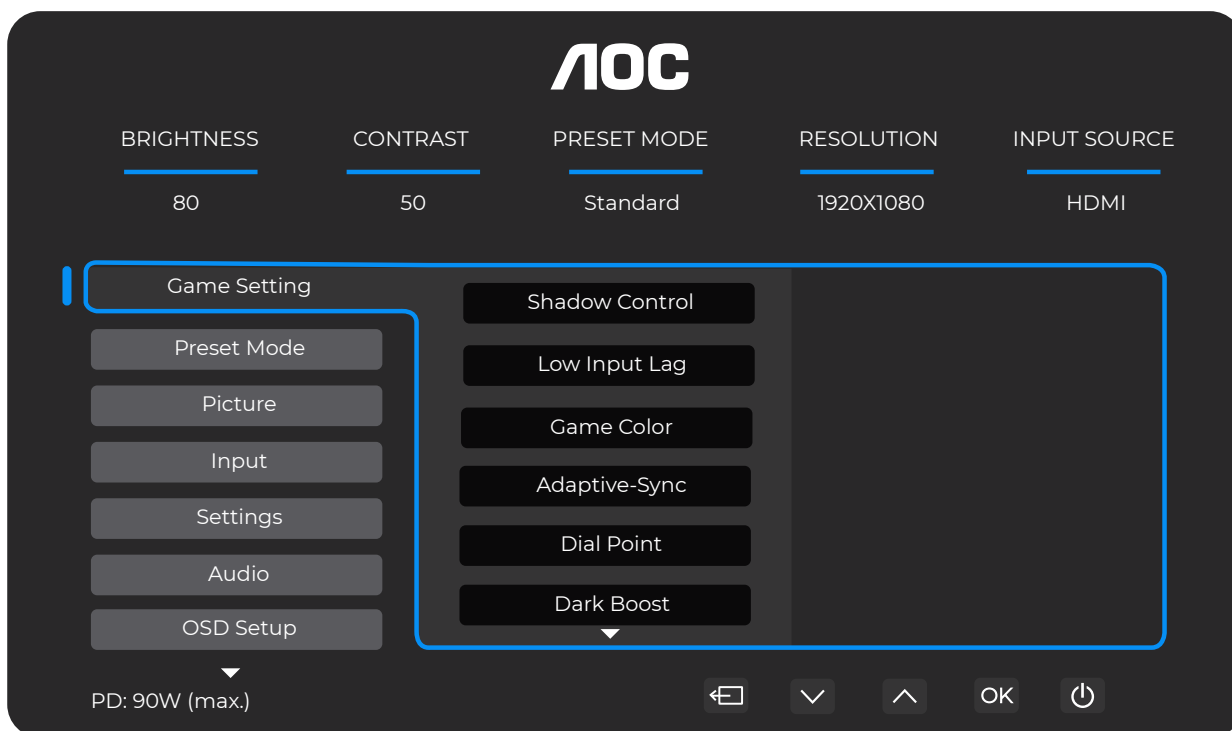 AOC
BRIGHTNESS CONTRAST PRESET MODE RESOLUTION INPUT SOURCE
80 50 Standard 1920X1080 HDMI
Game Setting
Preset Mode
Picture
Input
Settings
Audio
OSD Setup
Shadow Control
Low Input Lag
Game Color
Adaptive-Sync
Dial Point
Dark Boost
PD: 90W (max.)
OK